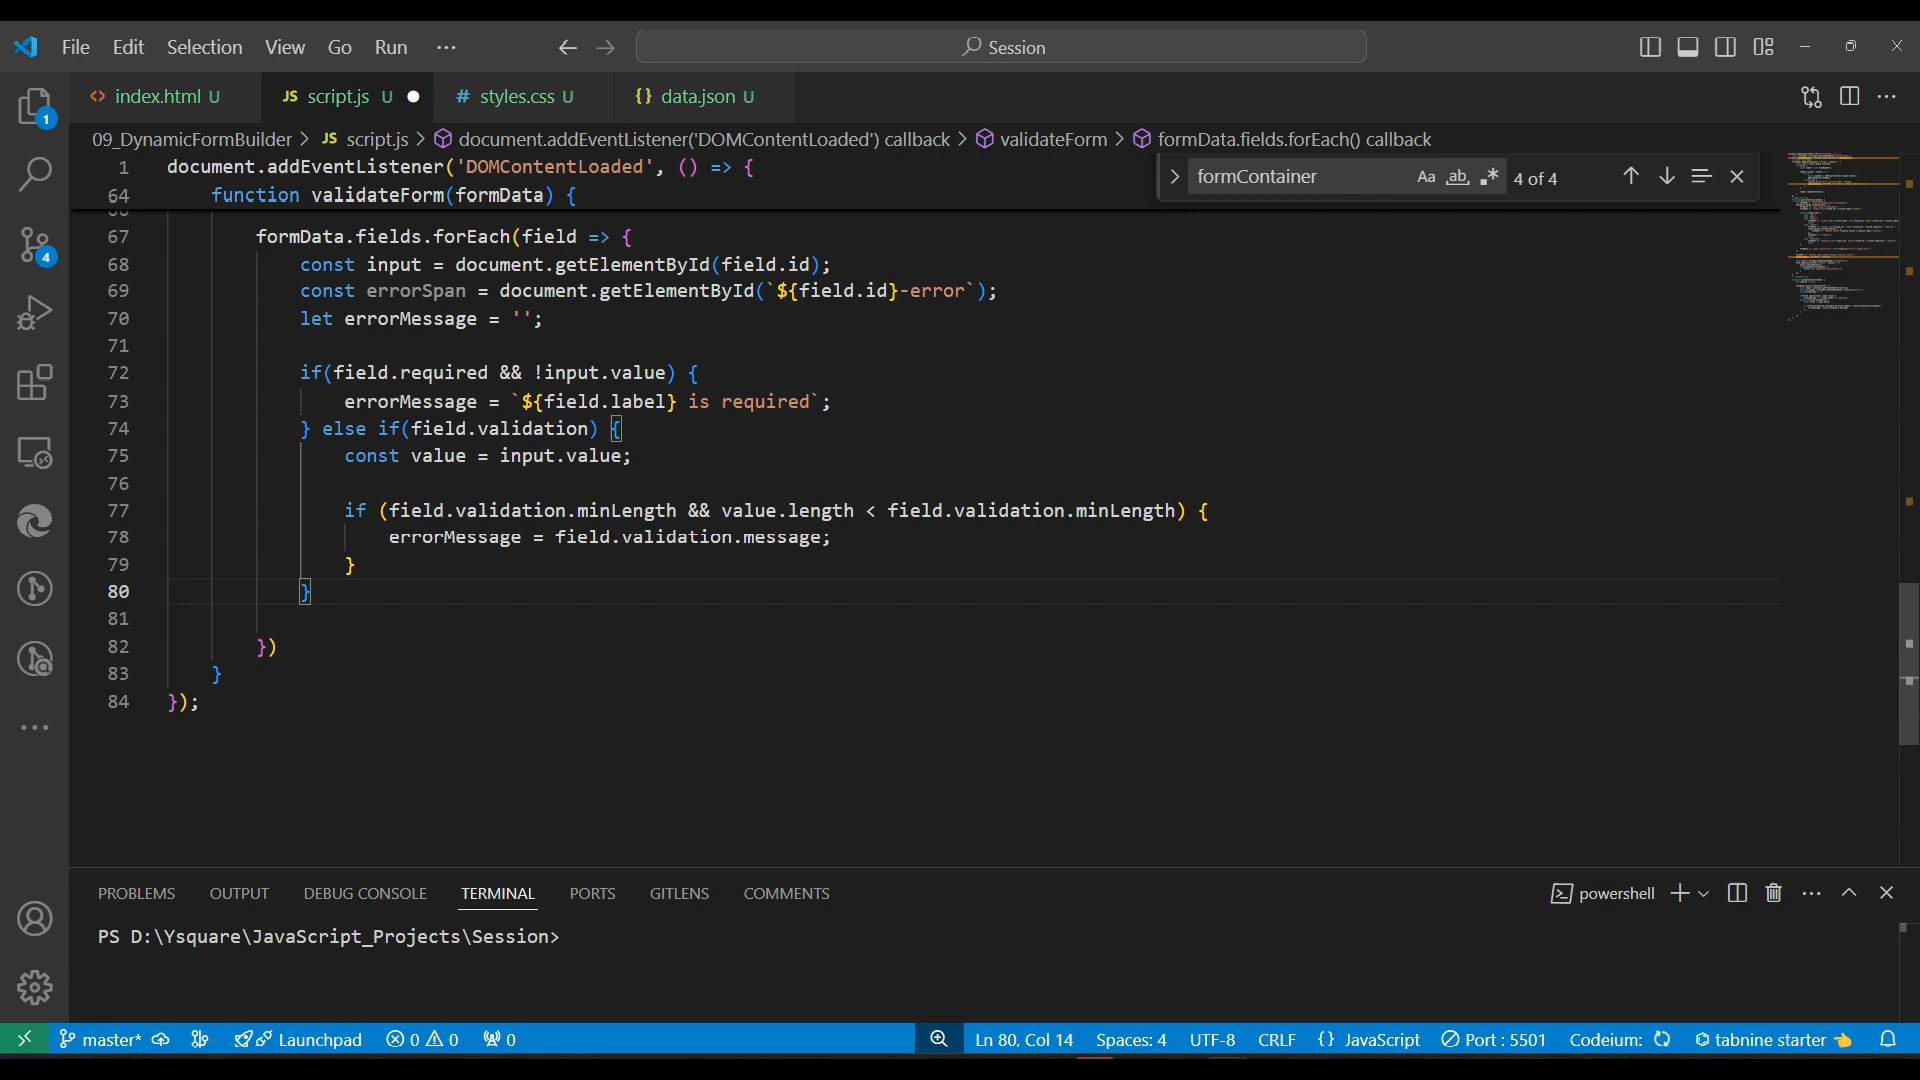 File Edit Selection View Go Run ··· Session
index.html U JS script.js U # styles.css U {} data.json U
09_DynamicFormBuilder > JS script.js > document.addEventListener('DOMContentLoaded') callback > validateForm > formData.fields.forEach() callback
1 document.addEventListener('DOMContentLoaded', () => {
formContainer Aa ab 4 of 4
64 function validateForm(formData) {
67 formData.fields.forEach(field => {
68 const input = document.getElementById(field.id);
69 const errorSpan = document.getElementById(`${field.id}-error`);
70 let errorMessage = '';
71
72 if(field.required && !input.value) {
73 errorMessage = `${field.label} is required`;
74 } else if(field.validation) {
75 const value = input.value;
76
77 if (field.validation.minLength && value.length < field.validation.minLength) {
78 errorMessage = field.validation.message;
79 }
80 }
81
82 })
83 }
84 });
PROBLEMS OUTPUT DEBUG CONSOLE TERMINAL PORTS GITLENS COMMENTS powershell
PS D:\Ysquare\JavaScript_Projects\Session>
master* Launchpad 0 0 0 Ln 80, Col 14 Spaces: 4 UTF-8 CRLF {} JavaScript Port : 5501 Codeium: tabnine starter
1
4